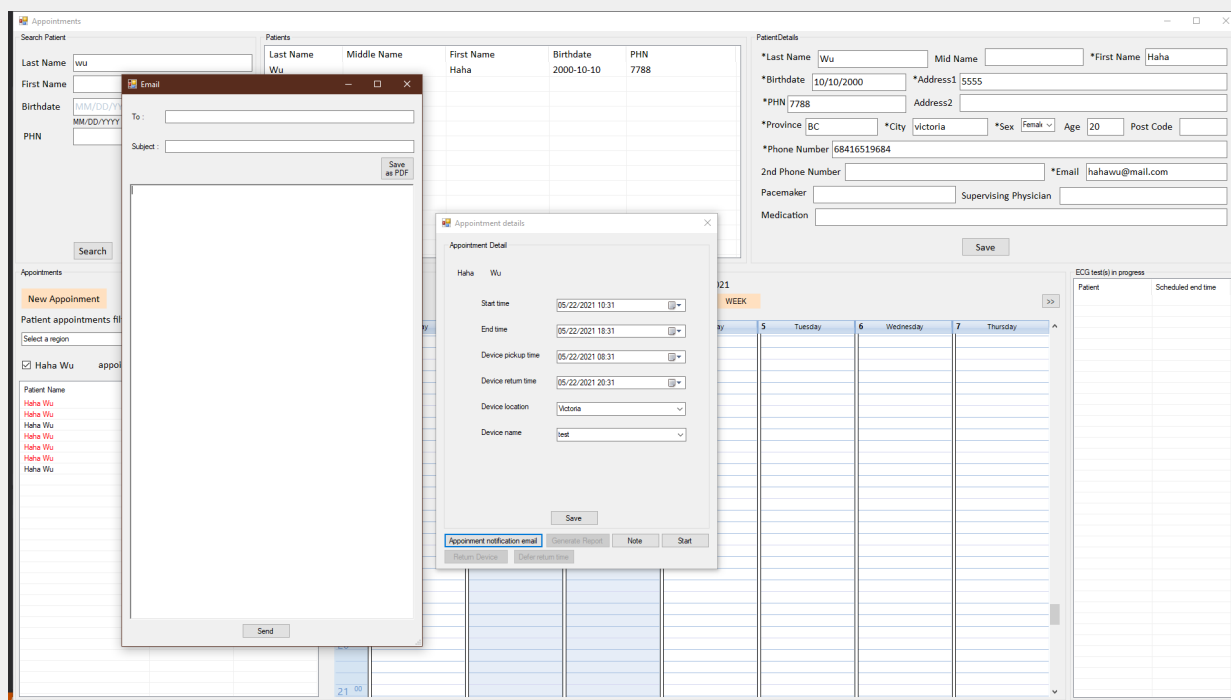 Appointments
Search Patient
Last Name wu
First Name
Birthdate MM/DD/YY
MM/DD/YYYY
PHN
Search
Patients
Last Name Middle Name First Name Birthdate PHN
Wu Haha 2000-10-10 7788
PatientDetails
*Last Name Wu Mid Name *First Name Haha
*Birthdate 10/10/2000 *Address1 5555
*PHN 7788 Address2
*Province BC *City victoria *Sex Female Age 20 Post Code
*Phone Number 68416519684
2nd Phone Number *Email hahawu@mail.com
Pacemaker Supervising Physician
Medication
Save
Email
To :
Subject :
Save
as PDF
Send
Appointment details
Appointment Detail
Haha Wu
Start time 05/22/2021 10:31
End time 05/22/2021 18:31
Device pickup time 05/22/2021 08:31
Device return time 05/22/2021 20:31
Device location Victoria
Device name test
Save
Appoinment notification email Generate Report Note Start
Return Device Defer return time
Appointments
New Appoinment
Patient appointments fil
Select a region
Haha Wu appoi
Patient Name
Haha Wu
Haha Wu
Haha Wu
Haha Wu
Haha Wu
Haha Wu
Haha Wu
021
WEEK >>
ay ay 5 Tuesday 6 Wednesday 7 Thursday
21 00
ECG test(s) in progress
Patient Scheduled end time